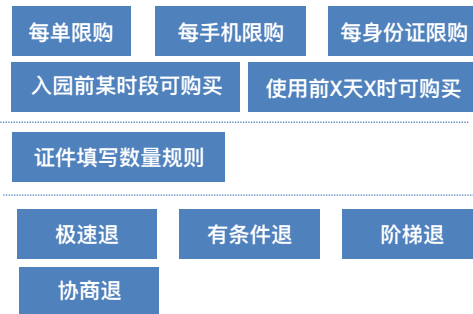 每单限购 每手机限购 每身份证限购
入园前某时段可购买 使用前X天X时可购买
证件填写数量规则
极速退 有条件退 阶梯退
协商退